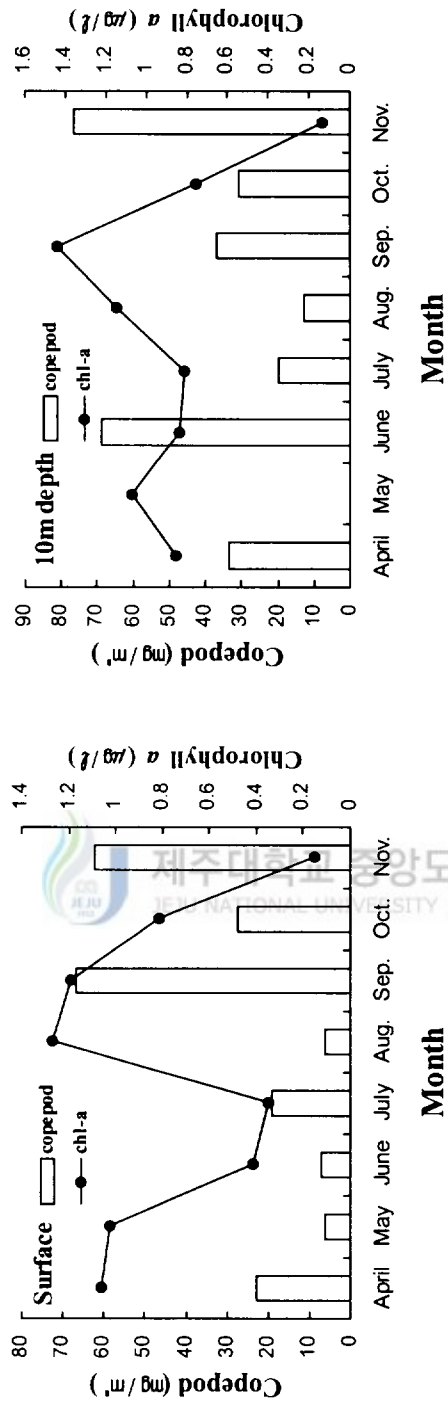 Surface
copepod
chl-a
Copepod (mg/m³)
80
70
60
50
40
30
20
10
0
Chlorophyll a (μg/ℓ)
1.4
1.2
1
0.8
0.6
0.4
0.2
0
April May June July Aug. Sep. Oct. Nov.
Month
10m depth
copepod
chl-a
Copepod (mg/m³)
90
80
70
60
50
40
30
20
10
0
Chlorophyll a (μg/ℓ)
1.6
1.4
1.2
1
0.8
0.6
0.4
0.2
0
April May June July Aug. Sep. Oct. Nov.
Month
제주대학교 중앙도
JEJU NATIONAL UNIVERSITY
JEJU
1952